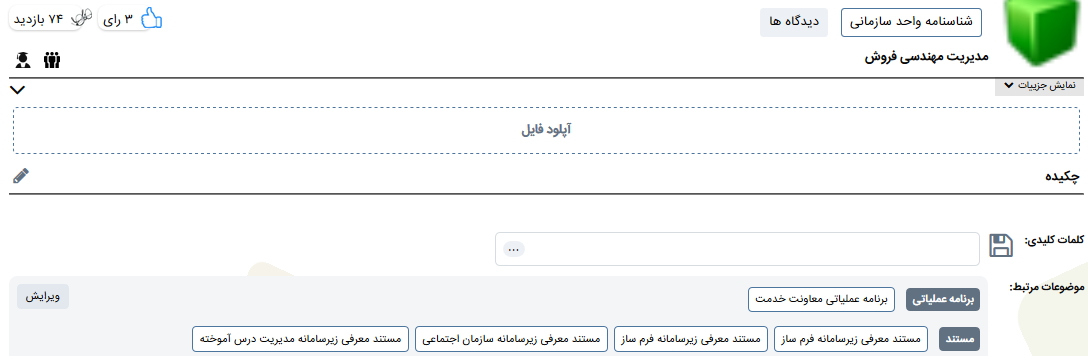 شناسنامه واحد سازمانی دیدگاه ها ۳ رای ۷۴ بازدید
مدیریت مهندسی فروش
نمایش جزییات
آپلود فایل
چکیده
کلمات کلیدی: ...
موضوعات مرتبط: برنامه عملیاتی برنامه عملیاتی معاونت خدمت ویرایش
مستند مستند معرفی زیرسامانه فرم ساز مستند معرفی زیرسامانه فرم ساز مستند معرفی زیرسامانه سازمان اجتماعی مستند معرفی زیرسامانه مدیریت درس آموخته